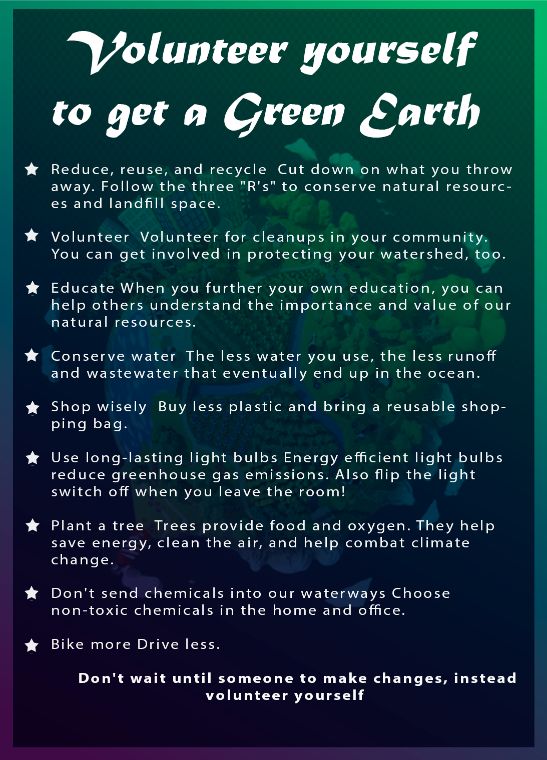 Volunteer yourself
to get a Green Earth
Reduce, reuse, and recycle  Cut down on what you throw
away. Follow the three "R's" to conserve natural resourc-
es and landfill space.
Volunteer  Volunteer for cleanups in your community.
You can get involved in protecting your watershed, too.
Educate When you further your own education, you can
help others understand the importance and value of our
natural resources.
Conserve water  The less water you use, the less runoff
and wastewater that eventually end up in the ocean.
Shop wisely  Buy less plastic and bring a reusable shop-
ping bag.
Use long-lasting light bulbs Energy efficient light bulbs
reduce greenhouse gas emissions. Also flip the light
switch off when you leave the room!
Plant a tree  Trees provide food and oxygen. They help
save energy, clean the air, and help combat climate
change.
Don't send chemicals into our waterways Choose
non-toxic chemicals in the home and office.
Bike more Drive less.
Don't wait until someone to make changes, instead
volunteer yourself